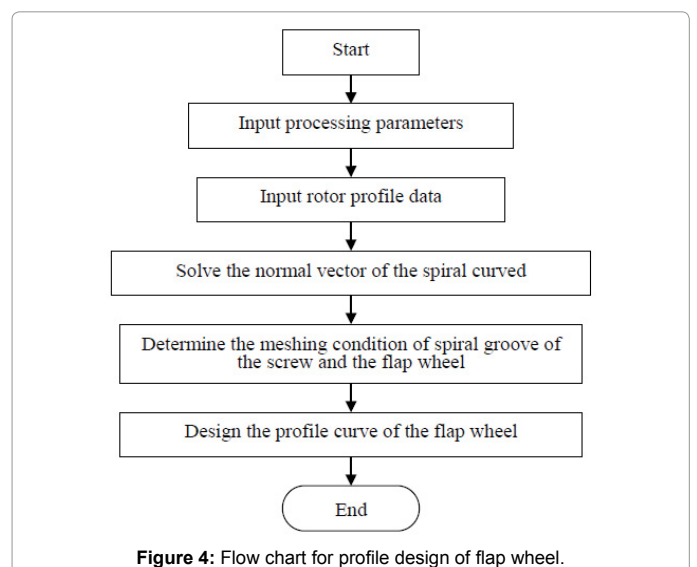 Start
Input processing parameters
Input rotor profile data
Solve the normal vector of the spiral curved
Determine the meshing condition of spiral groove of
the screw and the flap wheel
Design the profile curve of the flap wheel
End
Figure 4: Flow chart for profile design of flap wheel.